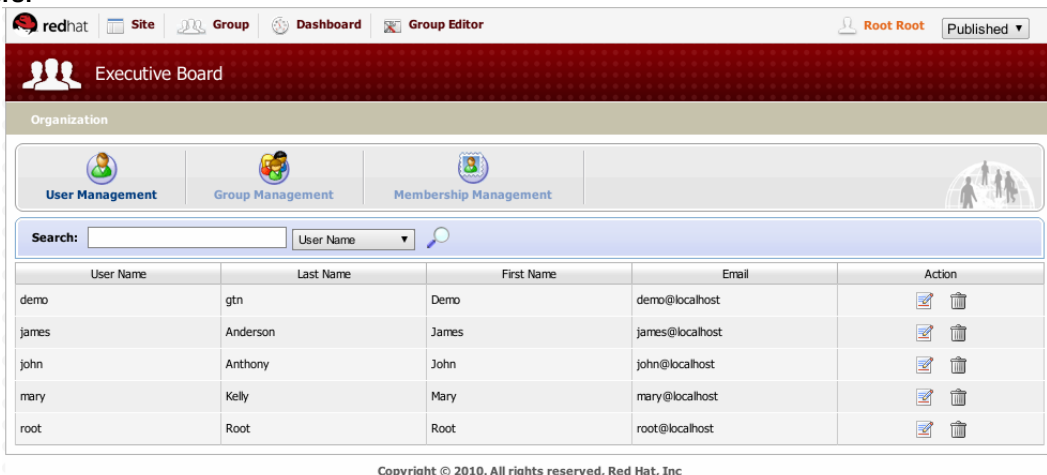 redhat Site Group Dashboard Group Editor Root Root Published
Executive Board
Organization
User Management Group Management Membership Management
Search: User Name
User Name Last Name First Name Email Action
demo gtn Demo demo@localhost
james Anderson James james@localhost
john Anthony John john@localhost
mary Kelly Mary mary@localhost
root Root Root root@localhost
Copyright © 2010. All rights reserved, Red Hat, Inc